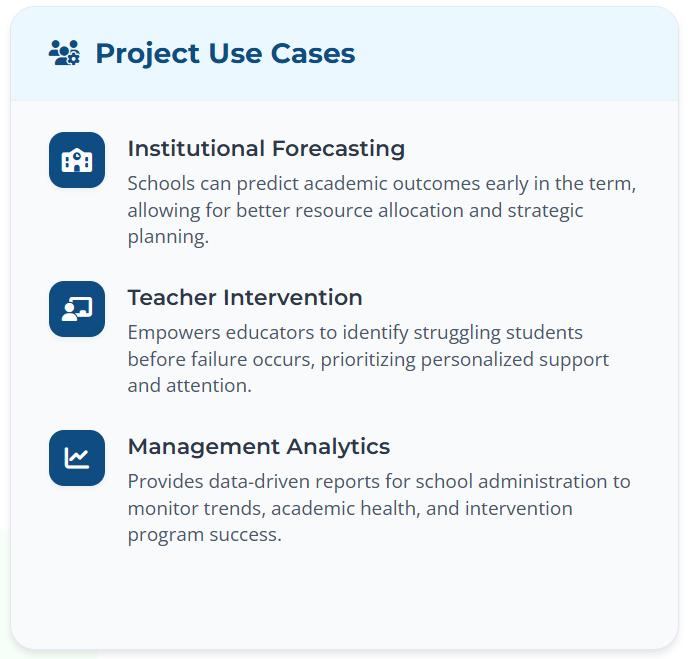 Project Use Cases
Institutional Forecasting
Schools can predict academic outcomes early in the term,
allowing for better resource allocation and strategic
planning.
Teacher Intervention
Empowers educators to identify struggling students
before failure occurs, prioritizing personalized support
and attention.
Management Analytics
Provides data-driven reports for school administration to
monitor trends, academic health, and intervention
program success.